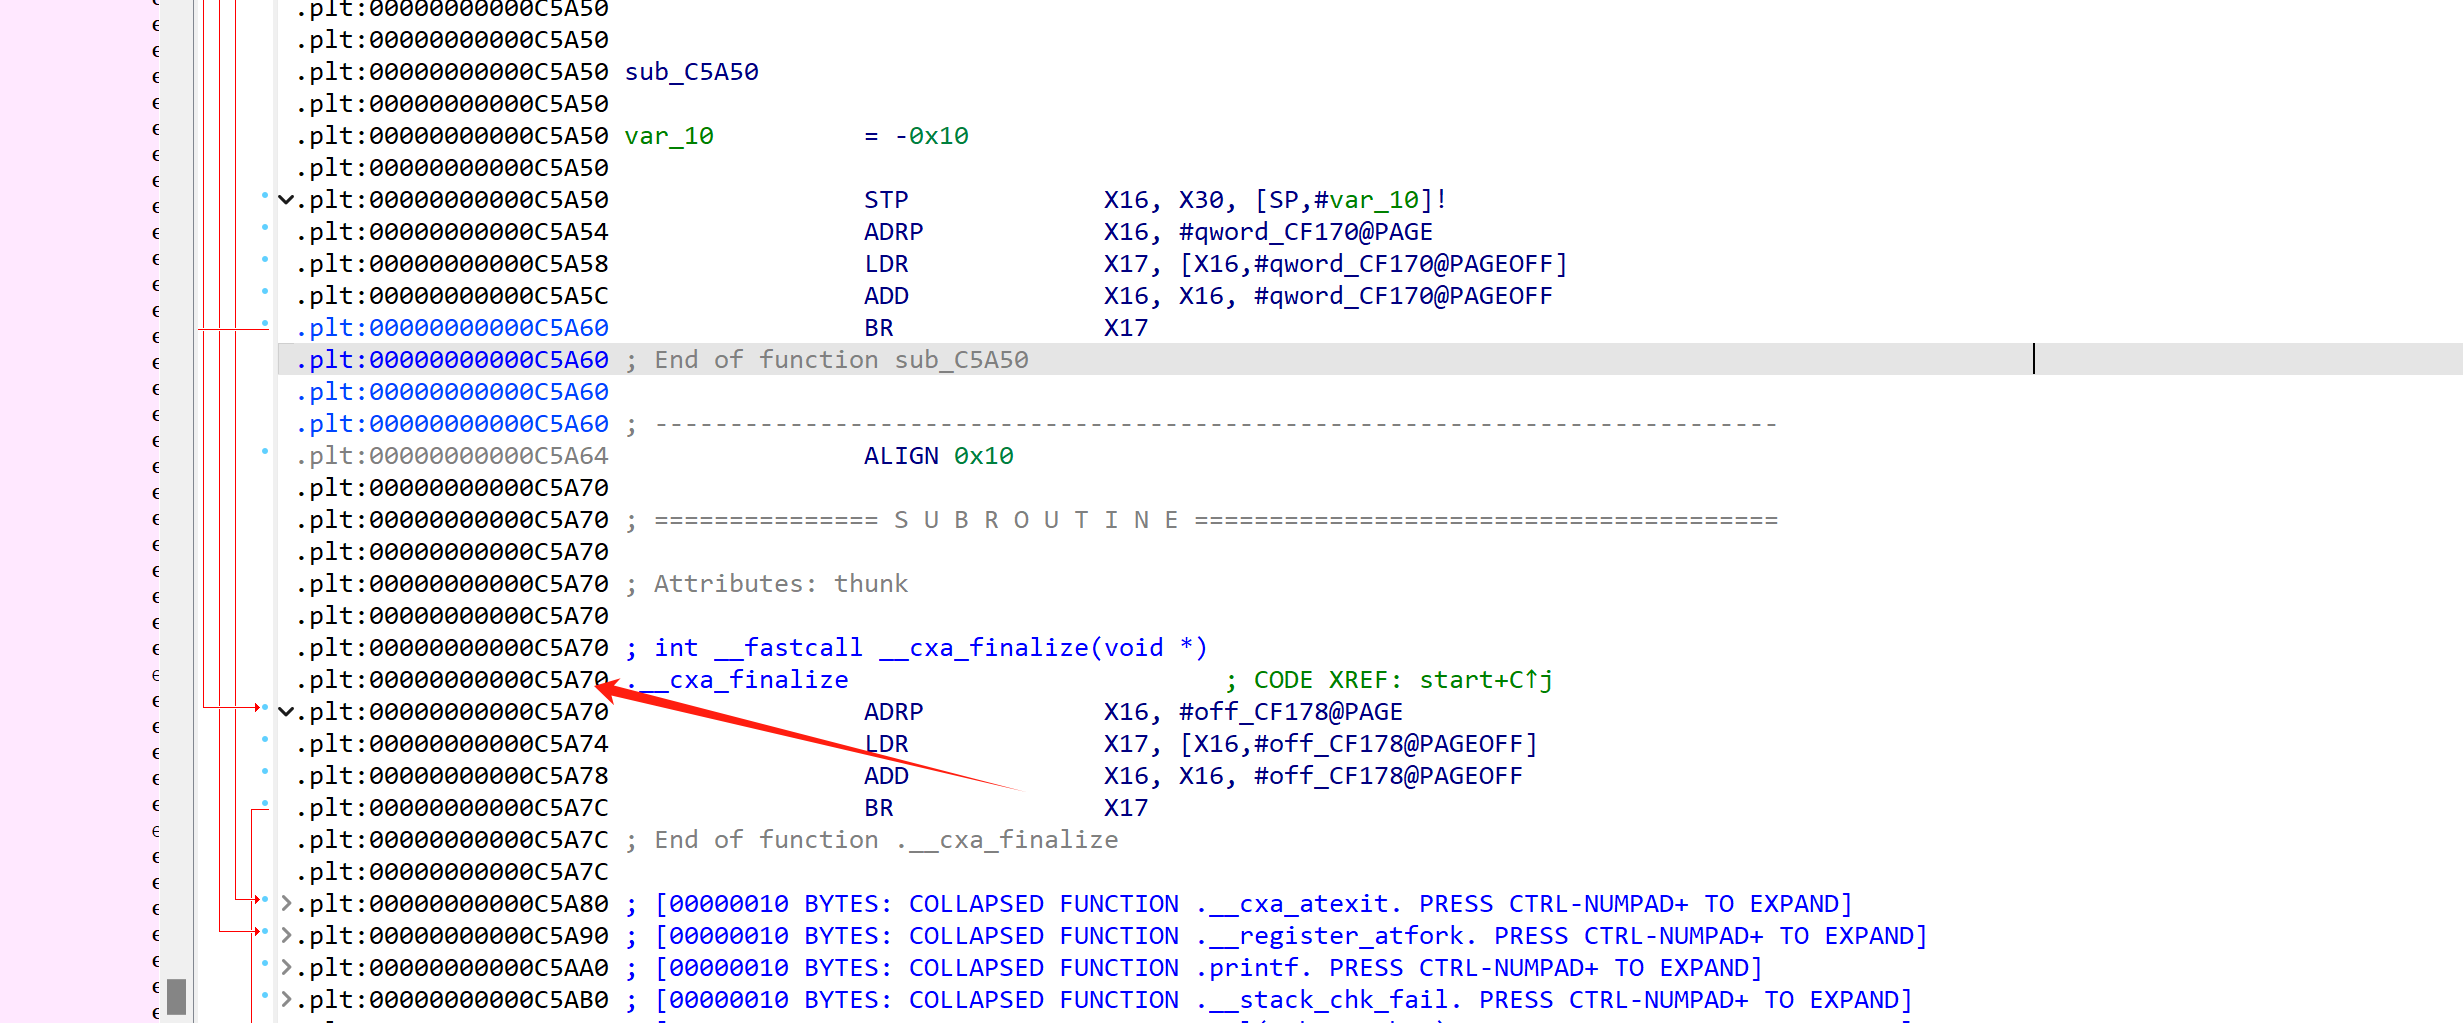 .plt:00000000000C5A50
.plt:00000000000C5A50
.plt:00000000000C5A50 sub_C5A50
.plt:00000000000C5A50
.plt:00000000000C5A50 var_10          = -0x10
.plt:00000000000C5A50
.plt:00000000000C5A50                 STP             X16, X30, [SP,#var_10]!
.plt:00000000000C5A54                 ADRP            X16, #qword_CF170@PAGE
.plt:00000000000C5A58                 LDR             X17, [X16,#qword_CF170@PAGEOFF]
.plt:00000000000C5A5C                 ADD             X16, X16, #qword_CF170@PAGEOFF
.plt:00000000000C5A60                 BR              X17
.plt:00000000000C5A60 ; End of function sub_C5A50
.plt:00000000000C5A60
.plt:00000000000C5A60 ; ---------------------------------------------------------------------------
.plt:00000000000C5A64                 ALIGN 0x10
.plt:00000000000C5A70
.plt:00000000000C5A70 ; =============== S U B R O U T I N E =======================================
.plt:00000000000C5A70
.plt:00000000000C5A70 ; Attributes: thunk
.plt:00000000000C5A70
.plt:00000000000C5A70 ; int __fastcall __cxa_finalize(void *)
.plt:00000000000C5A70 .__cxa_finalize                         ; CODE XREF: start+C↑j
.plt:00000000000C5A70                 ADRP            X16, #off_CF178@PAGE
.plt:00000000000C5A74                 LDR             X17, [X16,#off_CF178@PAGEOFF]
.plt:00000000000C5A78                 ADD             X16, X16, #off_CF178@PAGEOFF
.plt:00000000000C5A7C                 BR              X17
.plt:00000000000C5A7C ; End of function .__cxa_finalize
.plt:00000000000C5A7C
.plt:00000000000C5A80 ; [00000010 BYTES: COLLAPSED FUNCTION .__cxa_atexit. PRESS CTRL-NUMPAD+ TO EXPAND]
.plt:00000000000C5A90 ; [00000010 BYTES: COLLAPSED FUNCTION .__register_atfork. PRESS CTRL-NUMPAD+ TO EXPAND]
.plt:00000000000C5AA0 ; [00000010 BYTES: COLLAPSED FUNCTION .printf. PRESS CTRL-NUMPAD+ TO EXPAND]
.plt:00000000000C5AB0 ; [00000010 BYTES: COLLAPSED FUNCTION .__stack_chk_fail. PRESS CTRL-NUMPAD+ TO EXPAND]